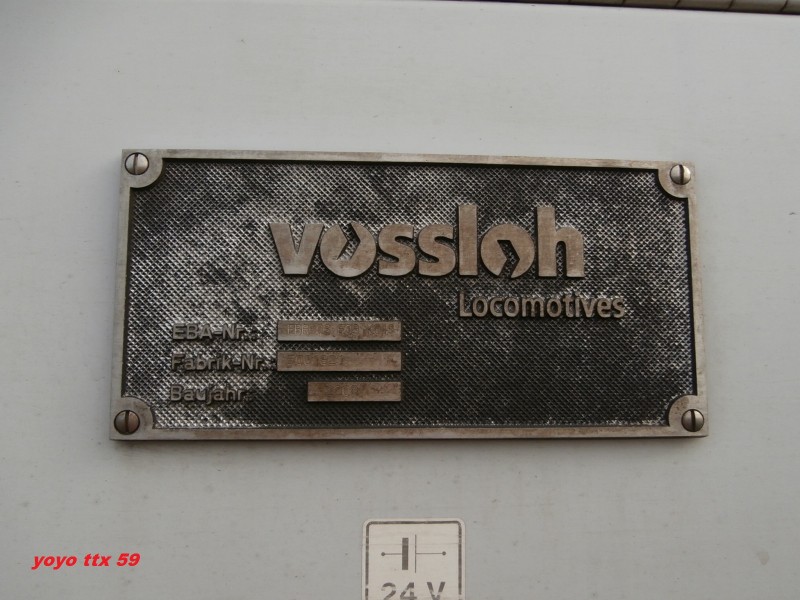 vossloh
Locomotives
EBA-Nr.:
Fabrik-Nr.:
Baujahr:
24 V
yoyo ttx 59